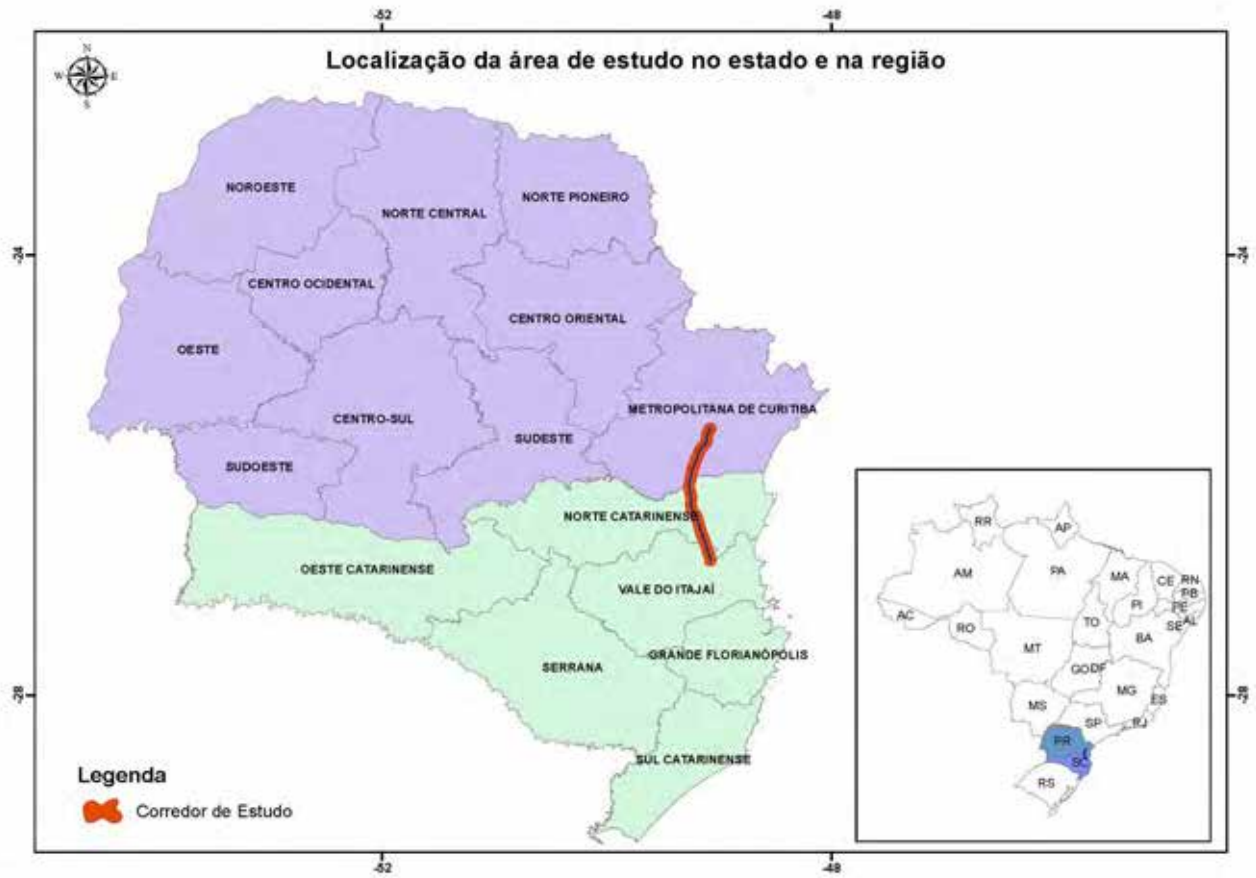 -52
-48
Localização da área de estudo no estado e na região
N
W
E
S
NOROESTE
NORTE CENTRAL
NORTE PIONEIRO
-24
-24
CENTRO OCIDENTAL
CENTRO ORIENTAL
OESTE
METROPOLITANA DE CURITIBA
CENTRO-SUL
SUDESTE
SUDOESTE
NORTE CATARINENSE
OESTE CATARINENSE
VALE DO ITAJAÍ
GRANDE FLORIANÓPOLIS
SERRANA
-28
-28
SUL CATARINENSE
Legenda
Corredor de Estudo
RR
AP
AM
PA
MA
CE
RN
PB
PI
PE
AL
SE
AC
RO
TO
BA
MT
GO
DF
MG
ES
MS
SP
RJ
PR
SC
RS
-52
-48